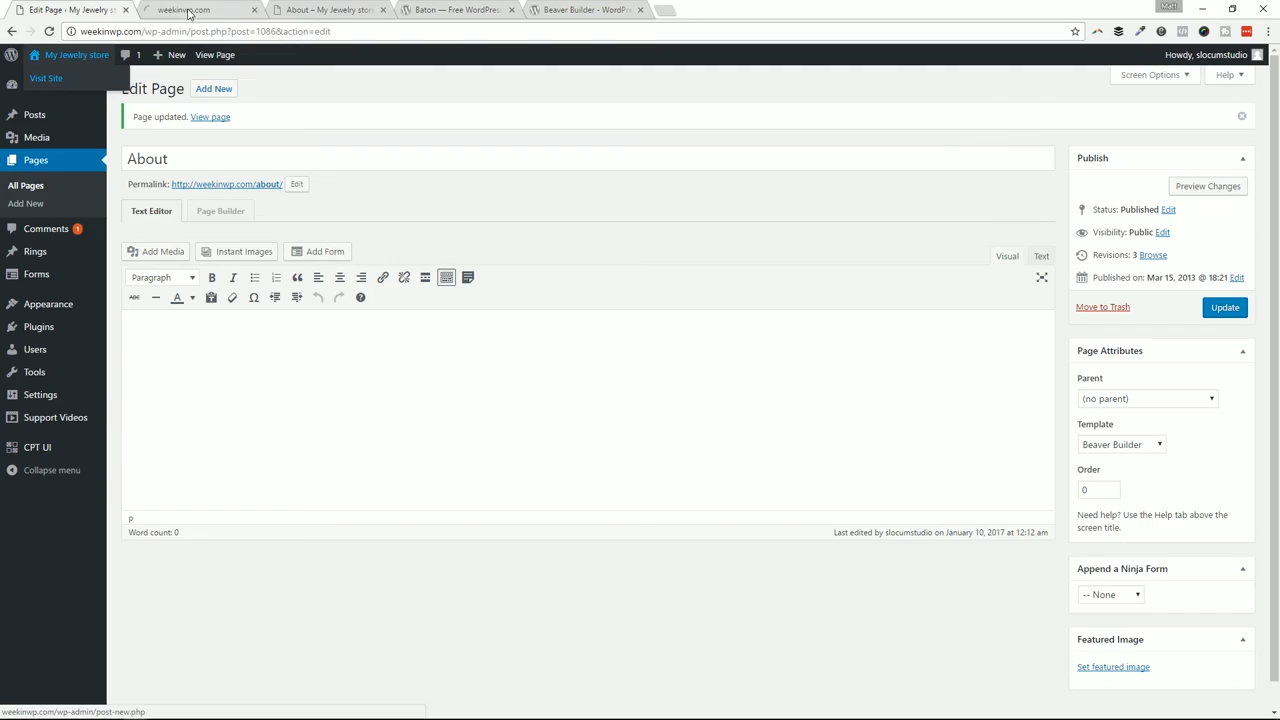 Edit Page ‹ My Jewelry st
weekinwp.com
About – My Jewelry store
Baton — Free WordPress
Beaver Builder - WordPre
Matt
weekinwp.com/wp-admin/post.php?post=1086&action=edit
My Jewelry store
1
New
View Page
Howdy, slocumstudio
Visit Site
Edit Page
Add New
Screen Options
Help
Page updated. View page
Posts
Media
Pages
All Pages
Add New
Comments 1
Rings
Forms
Appearance
Plugins
Users
Tools
Settings
Support Videos
CPT UI
Collapse menu
About
Permalink: http://weekinwp.com/about/ Edit
Text Editor
Page Builder
Add Media
Instant Images
Add Form
Visual
Text
Paragraph
B I
ABC
A
p
Word count: 0
Last edited by slocumstudio on January 10, 2017 at 12:12 am
Publish
Preview Changes
Status: Published Edit
Visibility: Public Edit
Revisions: 3 Browse
Published on: Mar 15, 2013 @ 18:21 Edit
Move to Trash
Update
Page Attributes
Parent
(no parent)
Template
Beaver Builder
Order
0
Need help? Use the Help tab above the
screen title.
Append a Ninja Form
-- None
Featured Image
Set featured image
weekinwp.com/wp-admin/post-new.php